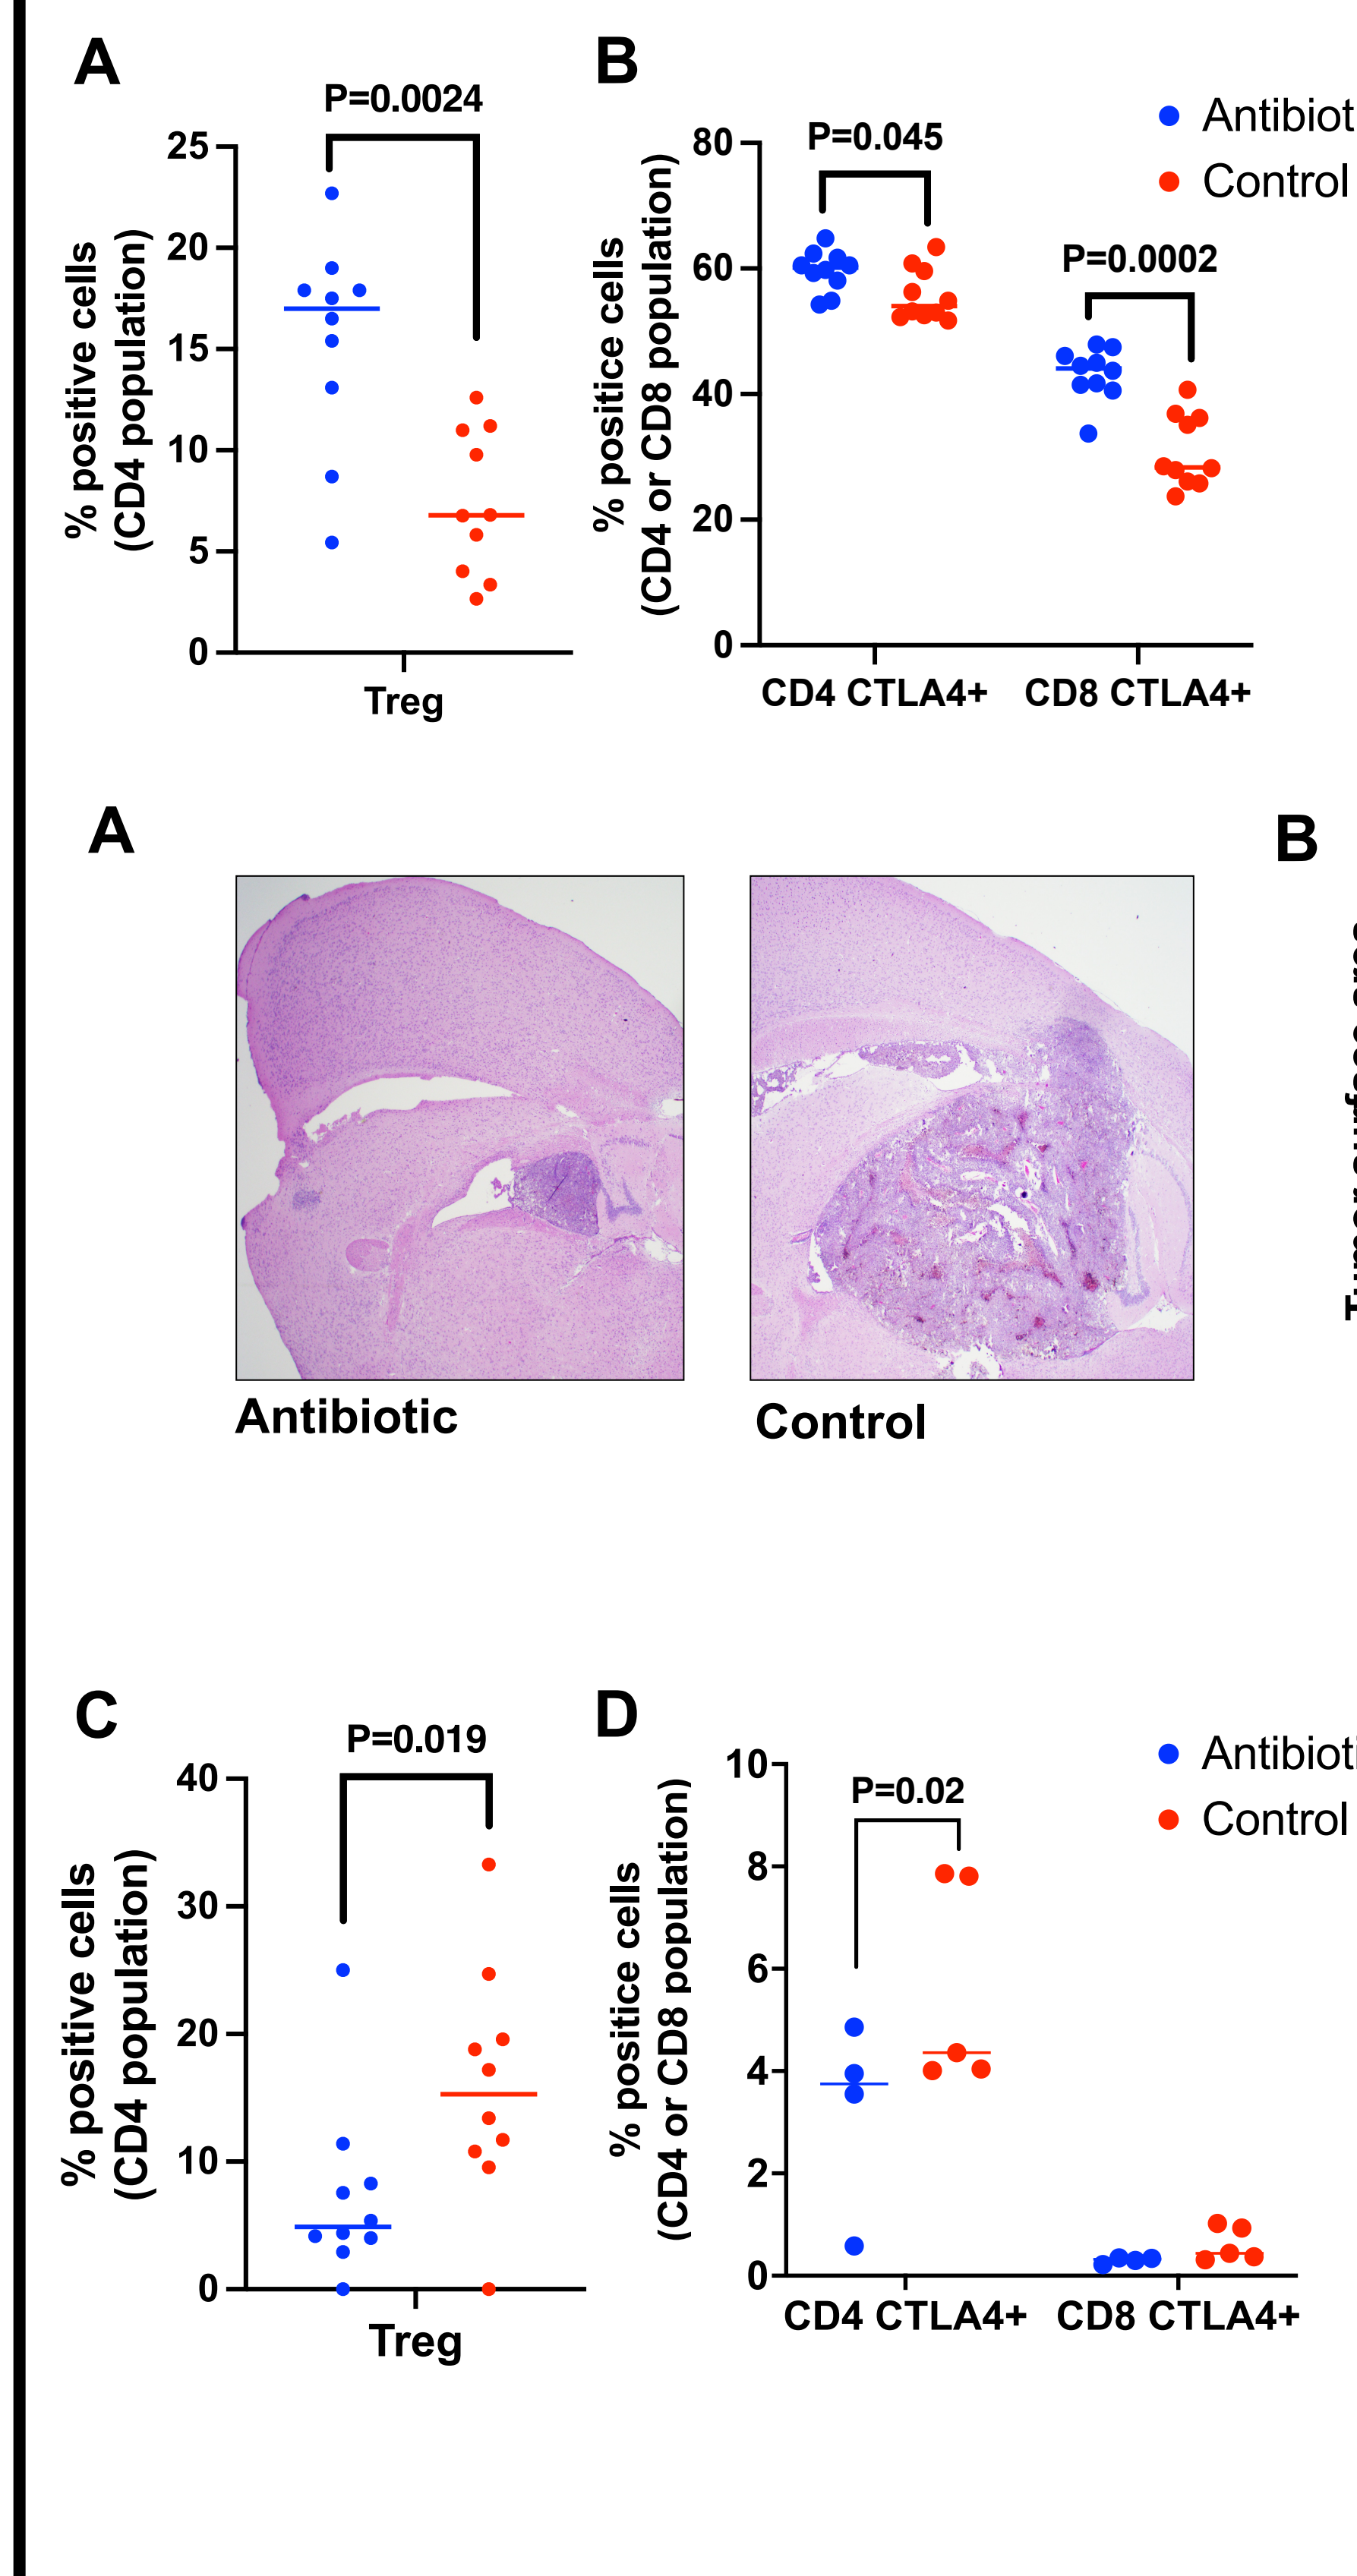 A
B
P=0.0024
P=0.045
P=0.0002
Antibiot
Control
% positive cells
(CD4 population)
25
20
15
10
5
0
Treg
% positice cells
(CD4 or CD8 population)
80
60
40
20
0
CD4 CTLA4+
CD8 CTLA4+
A
B
Antibiotic
Control
C
D
P=0.019
P=0.02
Antibioti
Control
% positive cells
(CD4 population)
40
30
20
10
0
Treg
% positice cells
(CD4 or CD8 population)
10
8
6
4
2
0
CD4 CTLA4+
CD8 CTLA4+